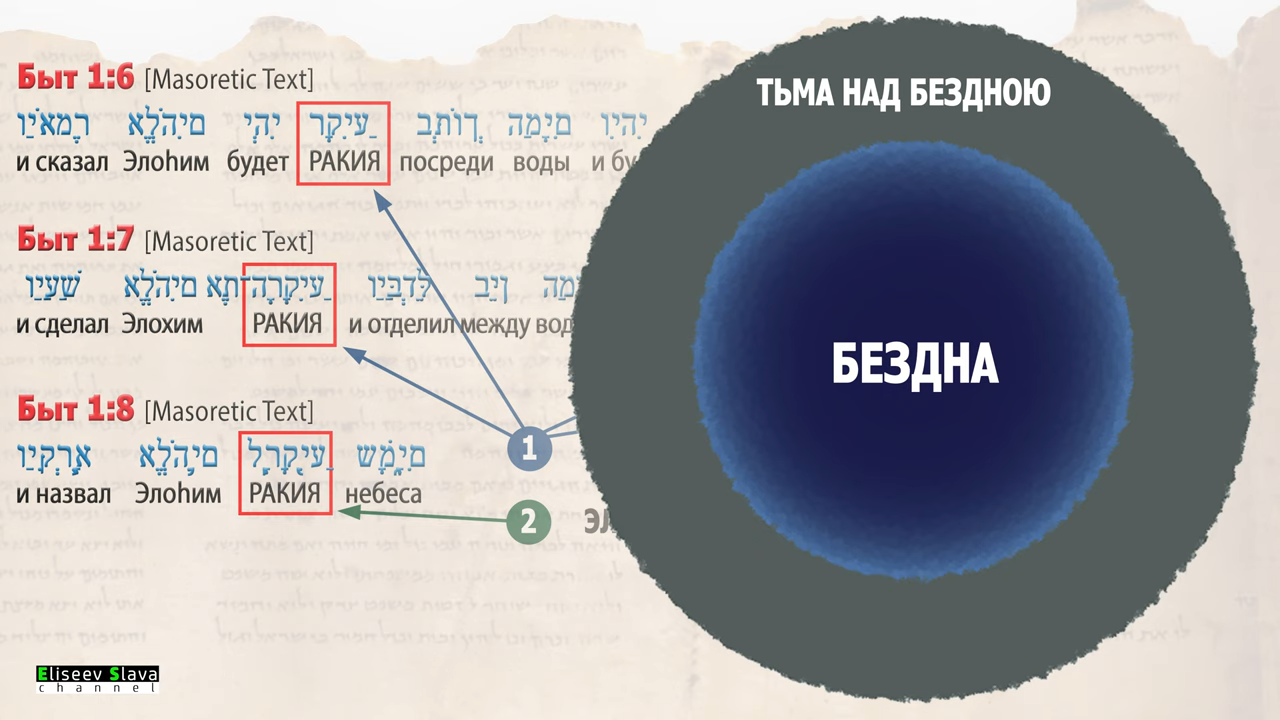 Быт 1:6 [Masoretic Text]
וַיֹּאמֶר אֱלֹהִים יְהִי רָקִיעַ בְּתוֹךְ הַמָּיִם וִיהִי
и сказал Элоhим будет РАКИЯ посреди воды и бу
Быт 1:7 [Masoretic Text]
וַיַּעַשׂ אֱלֹהִים אֶת־הָרָקִיעַ וַיַּבְדֵּל בֵּין הַמ
и сделал Элохим РАКИЯ и отделил между вод
Быт 1:8 [Masoretic Text]
וַיִּקְרָא אֱלֹהִים לָרָקִיעַ שָׁמָיִם
и назвал Элоhим РАКИЯ небеса
1
2 ЭЛ
ТЬМА НАД БЕЗДНОЮ
БЕЗДНА
Eliseev Slava
channel